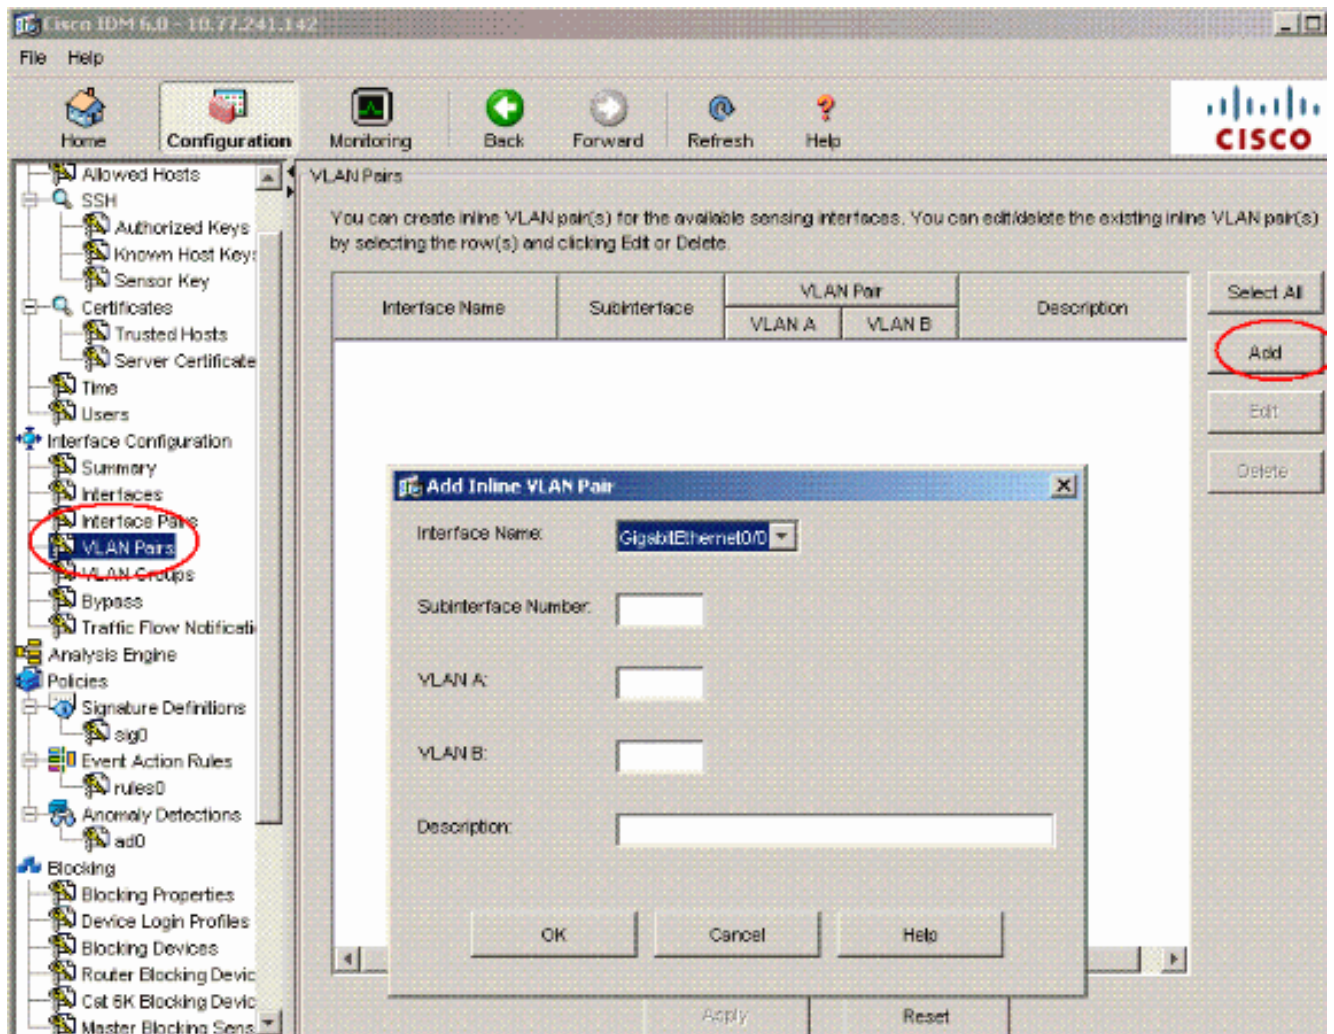 Cisco IDM 6.0 - 10.77.241.142
File Help
Home Configuration Monitoring Back Forward Refresh Help
CISCO
Allowed Hosts
SSH
Authorized Keys
Known Host Keys
Sensor Key
Certificates
Trusted Hosts
Server Certificate
Time
Users
Interface Configuration
Summary
Interfaces
Interface Pairs
VLAN Pairs
VLAN Groups
Bypass
Traffic Flow Notificati
Analysis Engine
Policies
Signature Definitions
sig0
Event Action Rules
rules0
Anomaly Detections
ad0
Blocking
Blocking Properties
Device Login Profiles
Blocking Devices
Router Blocking Devic
Cat 6K Blocking Devic
Master Blocking Sens
VLAN Pairs
You can create inline VLAN pair(s) for the available sensing interfaces. You can edit/delete the existing inline VLAN pair(s)
by selecting the row(s) and clicking Edit or Delete.
Interface Name Subinterface VLAN Pair Description
VLAN A VLAN B
Select All
Add
Edit
Delete
Add Inline VLAN Pair
Interface Name: GigabitEthernet0/0
Subinterface Number:
VLAN A:
VLAN B:
Description:
OK Cancel Help
Apply Reset